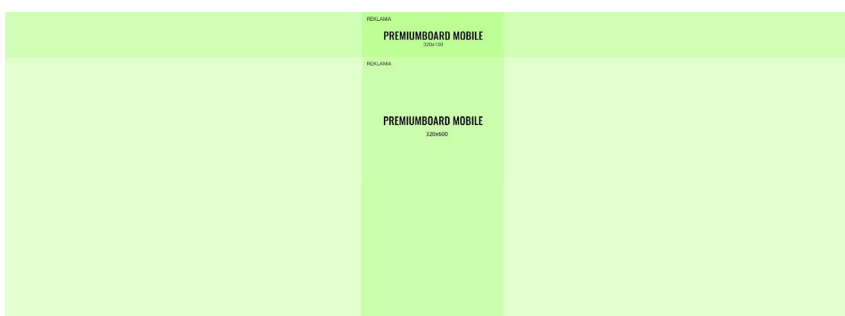 REKLAMA
PREMIUMBOARD MOBILE
320x100
REKLAMA
PREMIUMBOARD MOBILE
320x600